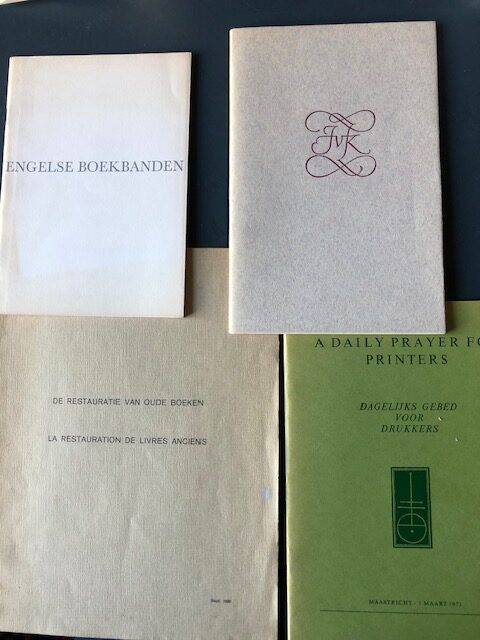 ENGELSE BOEKBANDEN
JvK
DE RESTAURATIE VAN OUDE BOEKEN
LA RESTAURATION DE LIVRES ANCIENS
A DAILY PRAYER FO
PRINTERS
DAGELIJKS GEBED
VOOR
DRUKKERS
MAASTRICHT - 1 MAART 1971